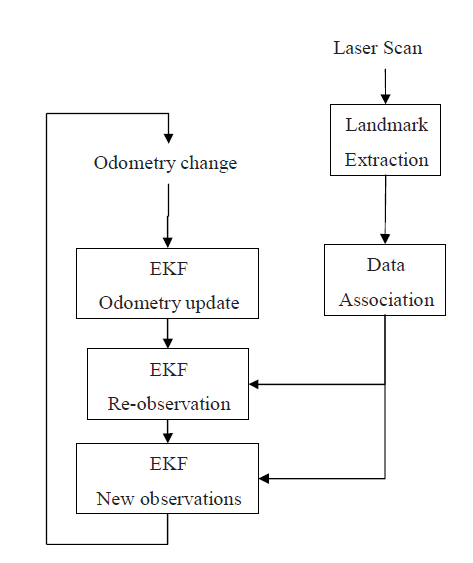 Laser Scan
Landmark
Extraction
Odometry change
EKF
Odometry update
Data
Association
EKF
Re-observation
EKF
New observations